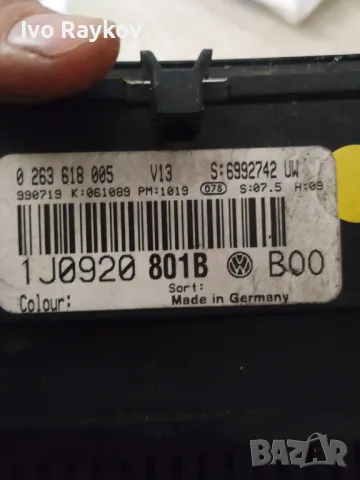 Ivo Raykov
0 263 618 005 V13 S:6992742 UW
990719 K:061089 PM:1019 078 S:07.5 H:09
1J0920 801B B00
Sort:
Colour: Made in Germany
BAZAR
bg